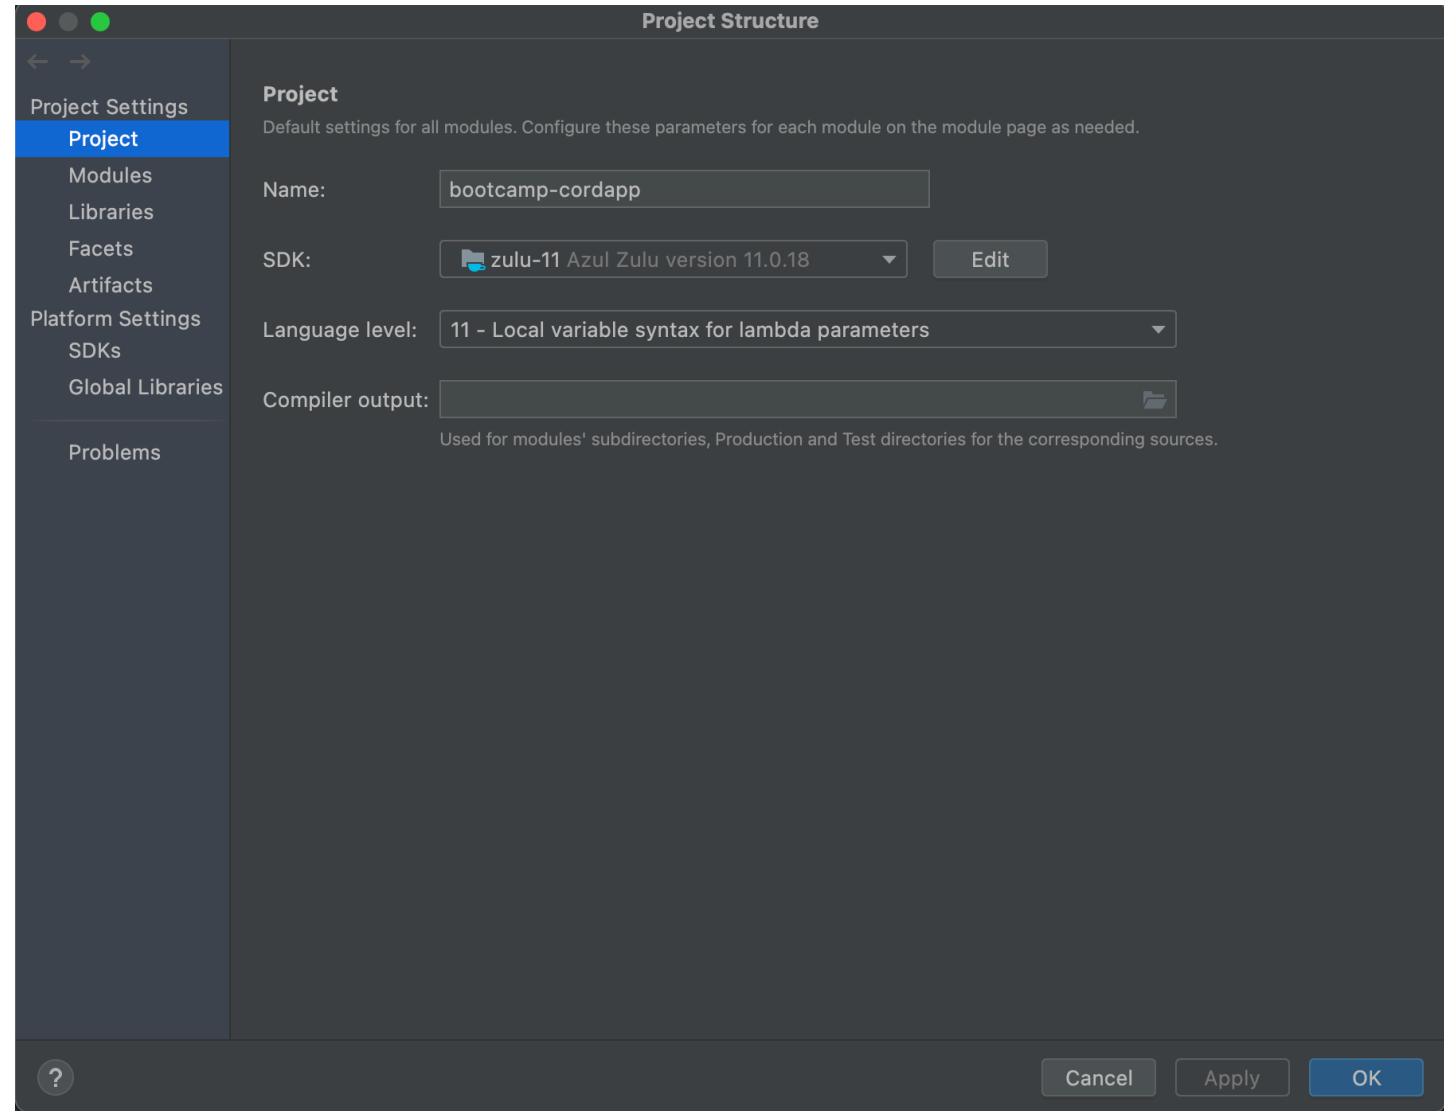 Project Structure
Project Settings
Project
Modules
Libraries
Facets
Artifacts
Platform Settings
SDKs
Global Libraries
Problems
Project
Default settings for all modules. Configure these parameters for each module on the module page as needed.
Name: bootcamp-cordapp
SDK: zulu-11 Azul Zulu version 11.0.18 Edit
Language level: 11 - Local variable syntax for lambda parameters
Compiler output:
Used for modules' subdirectories, Production and Test directories for the corresponding sources.
? Cancel Apply OK